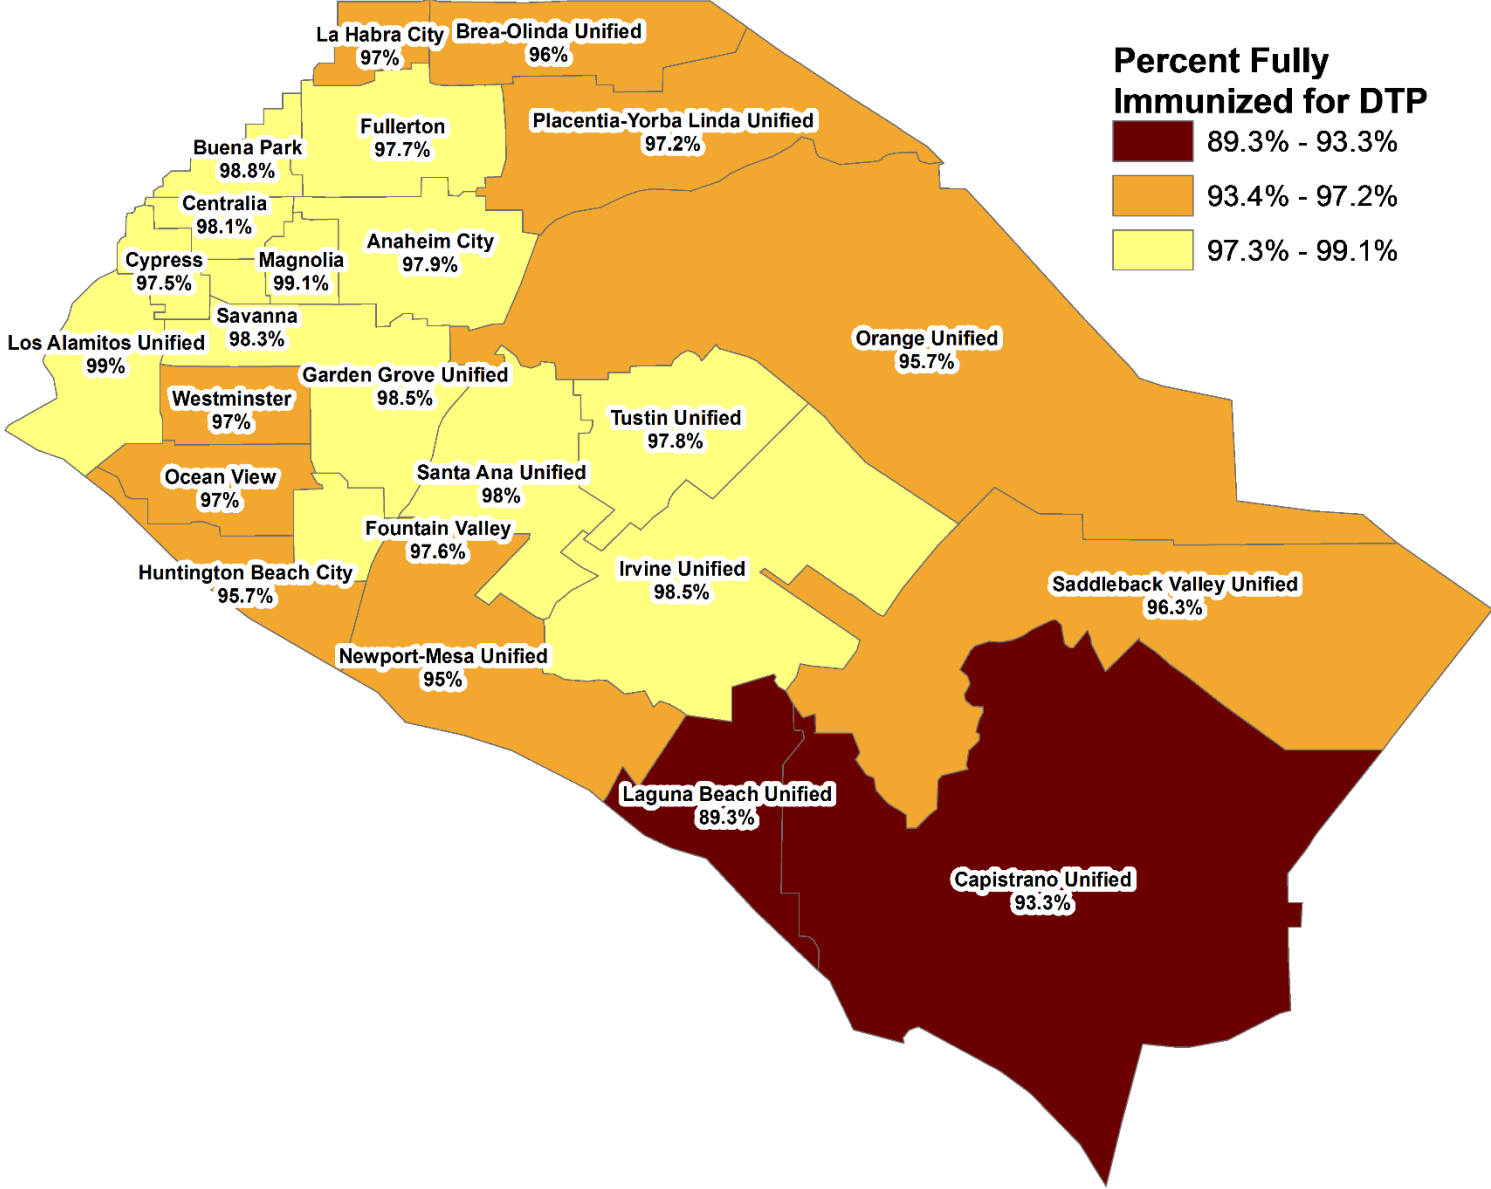 La Habra City
97%
Brea-Olinda Unified
96%
Percent Fully
Immunized for DTP
89.3% - 93.3%
93.4% - 97.2%
97.3% - 99.1%
Fullerton
97.7%
Placentia-Yorba Linda Unified
97.2%
Buena Park
98.8%
Centralia
98.1%
Anaheim City
97.9%
Cypress
97.5%
Magnolia
99.1%
Savanna
98.3%
Los Alamitos Unified
99%
Orange Unified
95.7%
Garden Grove Unified
98.5%
Westminster
97%
Tustin Unified
97.8%
Ocean View
97%
Santa Ana Unified
98%
Fountain Valley
97.6%
Huntington Beach City
95.7%
Irvine Unified
98.5%
Saddleback Valley Unified
96.3%
Newport-Mesa Unified
95%
Laguna Beach Unified
89.3%
Capistrano Unified
93.3%